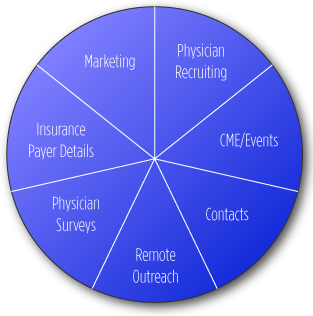 Marketing
Physician
Recruiting
CME/Events
Contacts
Remote
Outreach
Physician
Surveys
Insurance
Payer Details